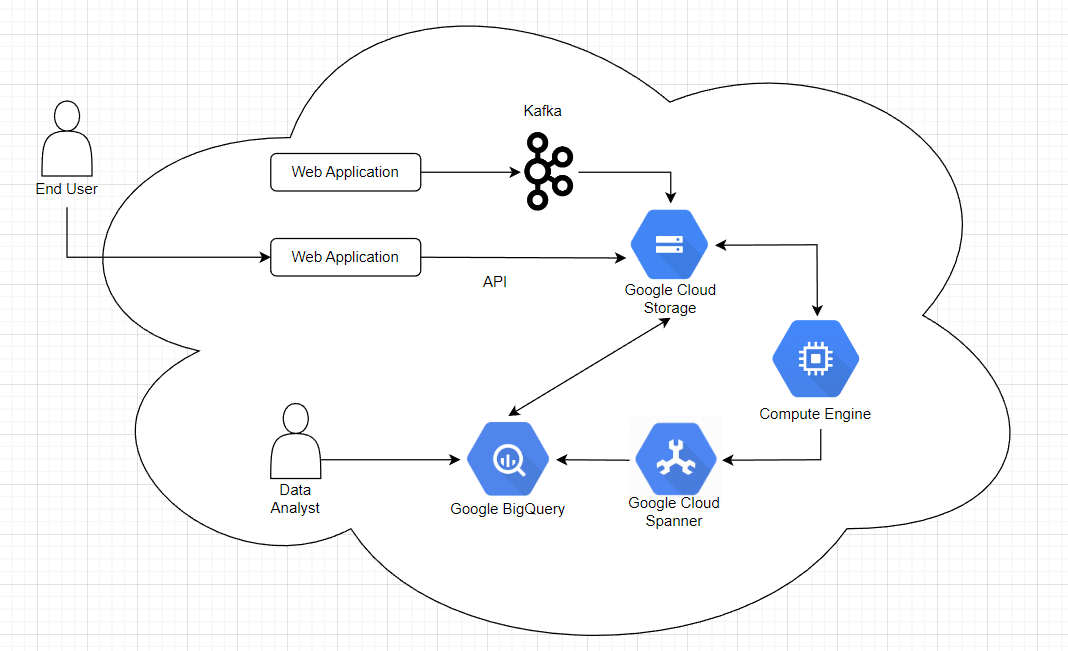 Kafka
Web Application
End User
Web Application
API
Google Cloud
Storage
Compute Engine
Data
Analyst
Google BigQuery
Google Cloud
Spanner